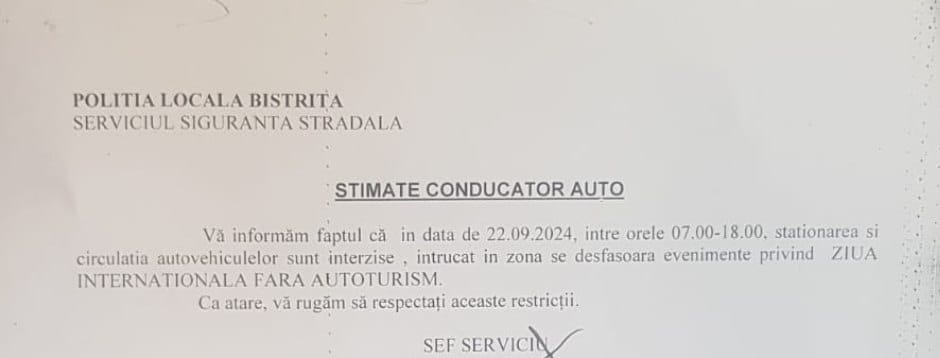 POLITIA LOCALA BISTRITA
SERVICIUL SIGURANTA STRADALA
STIMATE CONDUCATOR AUTO
Vă informăm faptul că in data de 22.09.2024, intre orele 07.00-18.00, stationarea si
circulatia autovehiculelor sunt interzise , intrucat in zona se desfasoara evenimente privind ZIUA
INTERNATIONALA FARA AUTOTURISM.
Ca atare, vă rugăm să respectați aceaste restricții.
SEF SERVICIU